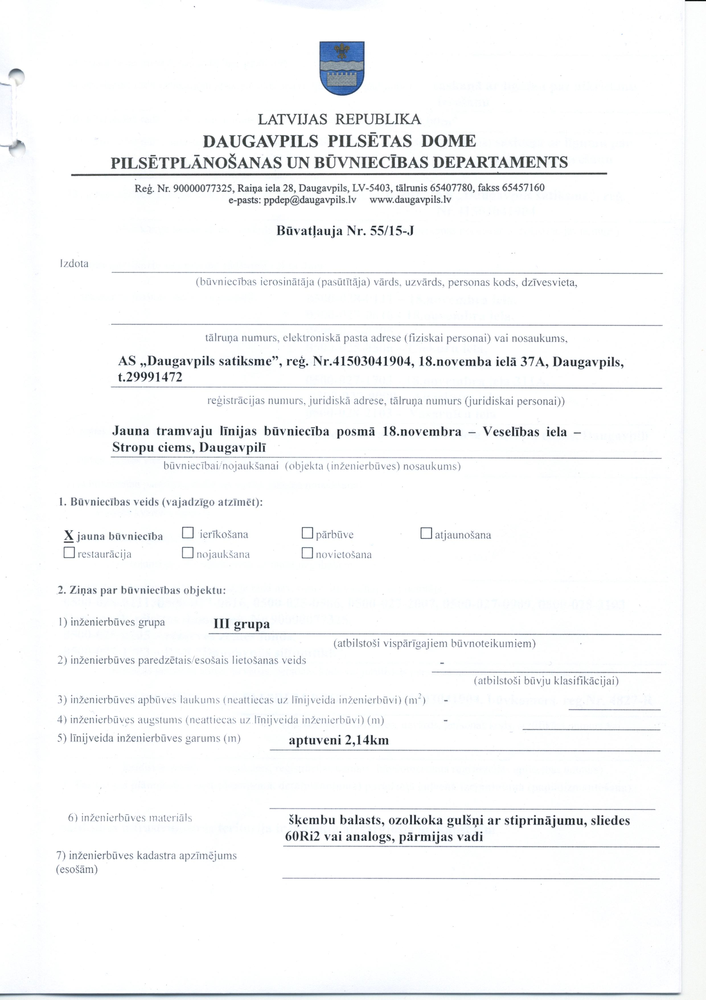 LATVIJAS REPUBLIKA
DAUGAVPILS PILSĒTAS DOME
PILSĒTPLĀNOŠANAS UN BŪVNIECĪBAS DEPARTAMENTS
Reģ. Nr. 90000077325, Raiņa iela 28, Daugavpils, LV-5403, tālrunis 65407780, fakss 65457160
e-pasts: ppdep@daugavpils.lv www.daugavpils.lv
Būvatļauja Nr. 55/15-J
Izdota
(būvniecības ierosinātāja (pasūtītāja) vārds, uzvārds, personas kods, dzīvesvieta,
tālruņa numurs, elektroniskā pasta adrese (fiziskai personai) vai nosaukums,
AS „Daugavpils satiksme”, reģ. Nr.41503041904, 18.novemba ielā 37A, Daugavpils,
t.29991472
reģistrācijas numurs, juridiskā adrese, tālruņa numurs (juridiskai personai))
Jauna tramvaju līnijas būvniecība posmā 18.novembra – Veselības iela –
Stropu ciems, Daugavpilī
būvniecībai/nojaukšanai (objekta (inženierbūves) nosaukums)
1. Būvniecības veids (vajadzīgo atzīmēt):
X jauna būvniecība ☐ ierīkošana ☐ pārbūve ☐ atjaunošana
☐ restaurācija ☐ nojaukšana ☐ novietošana
2. Ziņas par būvniecības objektu:
1) inženierbūves grupa III grupa
(atbilstoši vispārīgajiem būvnoteikumiem)
2) inženierbūves paredzētais/esošais lietošanas veids -
(atbilstoši būvju klasifikācijai)
3) inženierbūves apbūves laukums (neattiecas uz līnijveida inženierbūvi) (m²) -
4) inženierbūves augstums (neattiecas uz līnijveida inženierbūvi) (m) -
5) līnijveida inženierbūves garums (m) aptuveni 2,14km
6) inženierbūves materiāls šķembu balasts, ozolkoka gulšņi ar stiprinājumu, sliedes
60Ri2 vai analogs, pārmijas vadi
7) inženierbūves kadastra apzīmējums
(esošām)